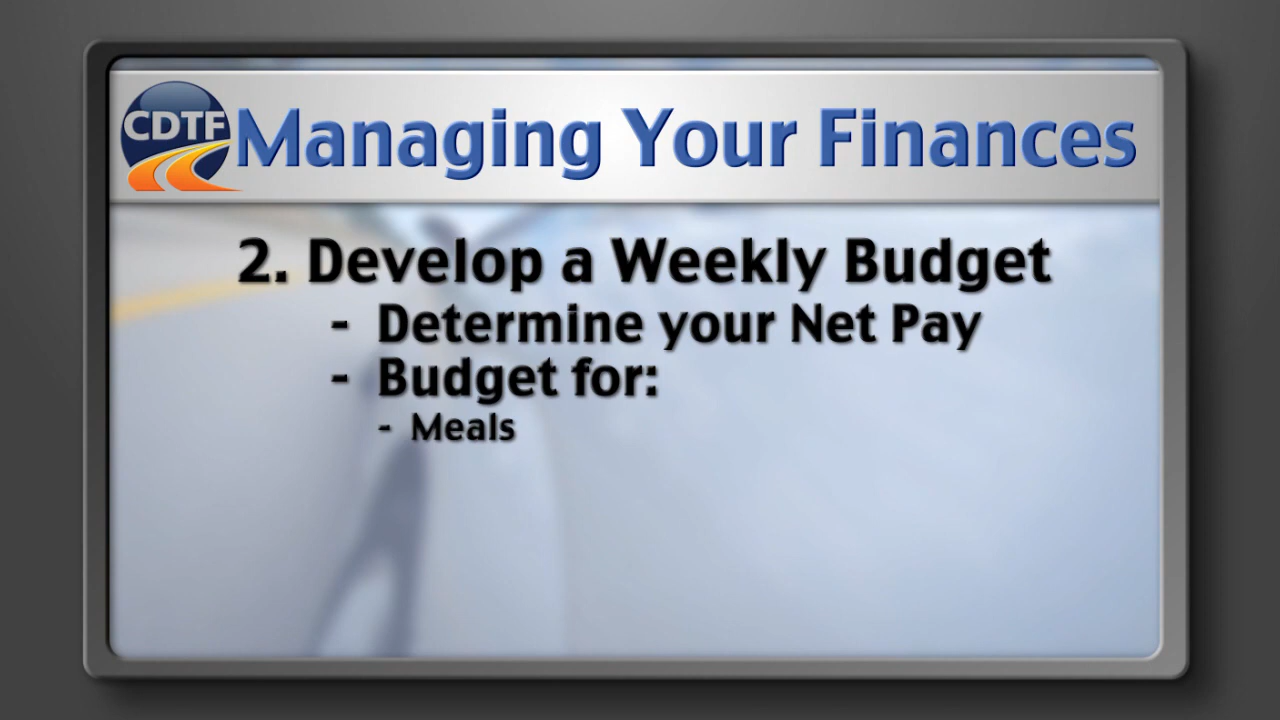 CDTF Managing Your Finances
2. Develop a Weekly Budget
- Determine your Net Pay
- Budget for:
- Meals